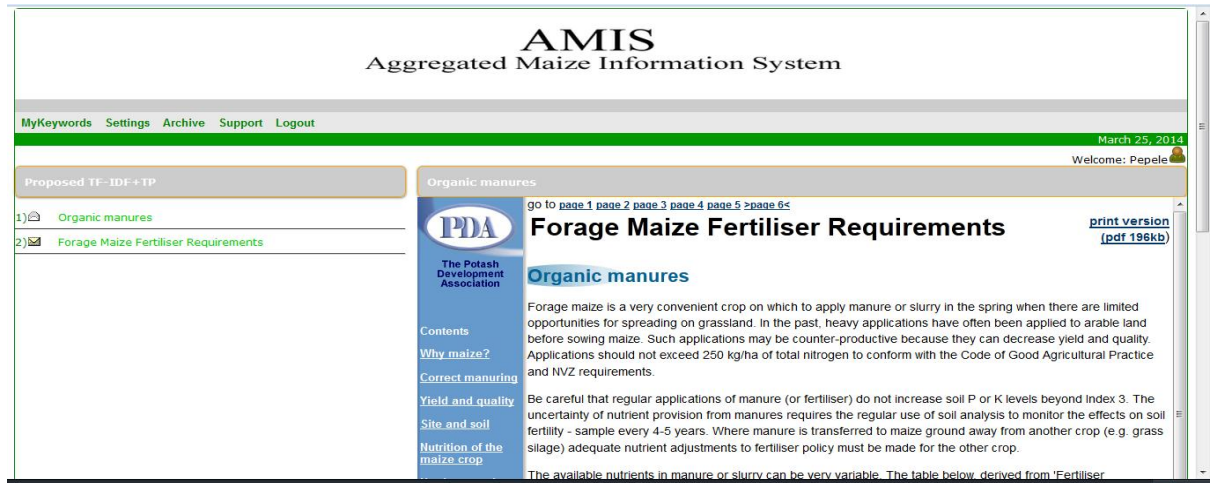 AMIS
Aggregated Maize Information System
MyKeywords Settings Archive Support Logout
March 25, 2014
Welcome: Pepele
Proposed TF-IDF+TP
1) Organic manures
2) Forage Maize Fertiliser Requirements
Organic manures
PDA
The Potash
Development
Association
Contents
Why maize?
Correct manuring
Yield and quality
Site and soil
Nutrition of the
maize crop
go to page 1 page 2 page 3 page 4 page 5 >page 6<
Forage Maize Fertiliser Requirements
print version
(pdf 196kb)
Organic manures
Forage maize is a very convenient crop on which to apply manure or slurry in the spring when there are limited
opportunities for spreading on grassland. In the past, heavy applications have often been applied to arable land
before sowing maize. Such applications may be counter-productive because they can decrease yield and quality.
Applications should not exceed 250 kg/ha of total nitrogen to conform with the Code of Good Agricultural Practice
and NVZ requirements.
Be careful that regular applications of manure (or fertiliser) do not increase soil P or K levels beyond Index 3. The
uncertainty of nutrient provision from manures requires the regular use of soil analysis to monitor the effects on soil
fertility - sample every 4-5 years. Where manure is transferred to maize ground away from another crop (e.g. grass
silage) adequate nutrient adjustments to fertiliser policy must be made for the other crop.
The available nutrients in manure or slurry can be very variable. The table below, derived from 'Fertiliser